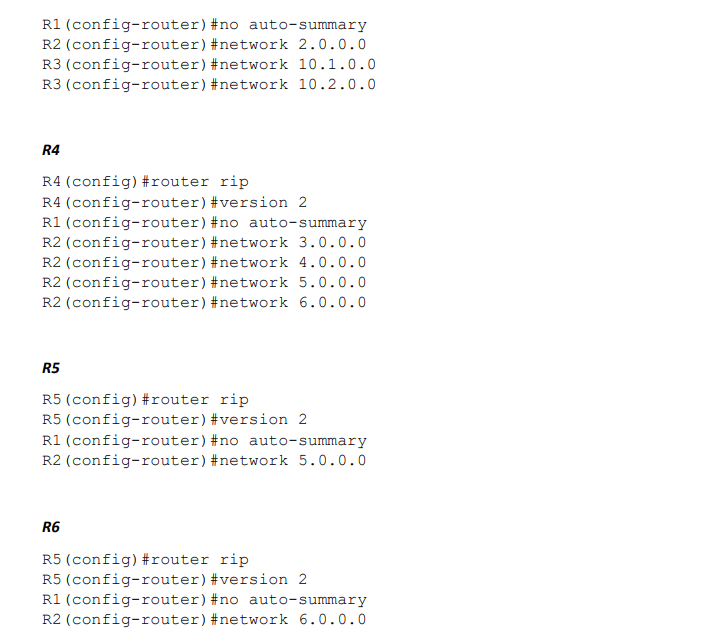 R1(config-router)#no auto-summary
R2(config-router)#network 2.0.0.0
R3(config-router)#network 10.1.0.0
R3(config-router)#network 10.2.0.0
R4
R4(config)#router rip
R4(config-router)#version 2
R1(config-router)#no auto-summary
R2(config-router)#network 3.0.0.0
R2(config-router)#network 4.0.0.0
R2(config-router)#network 5.0.0.0
R2(config-router)#network 6.0.0.0
R5
R5(config)#router rip
R5(config-router)#version 2
R1(config-router)#no auto-summary
R2(config-router)#network 5.0.0.0
R6
R5(config)#router rip
R5(config-router)#version 2
R1(config-router)#no auto-summary
R2(config-router)#network 6.0.0.0